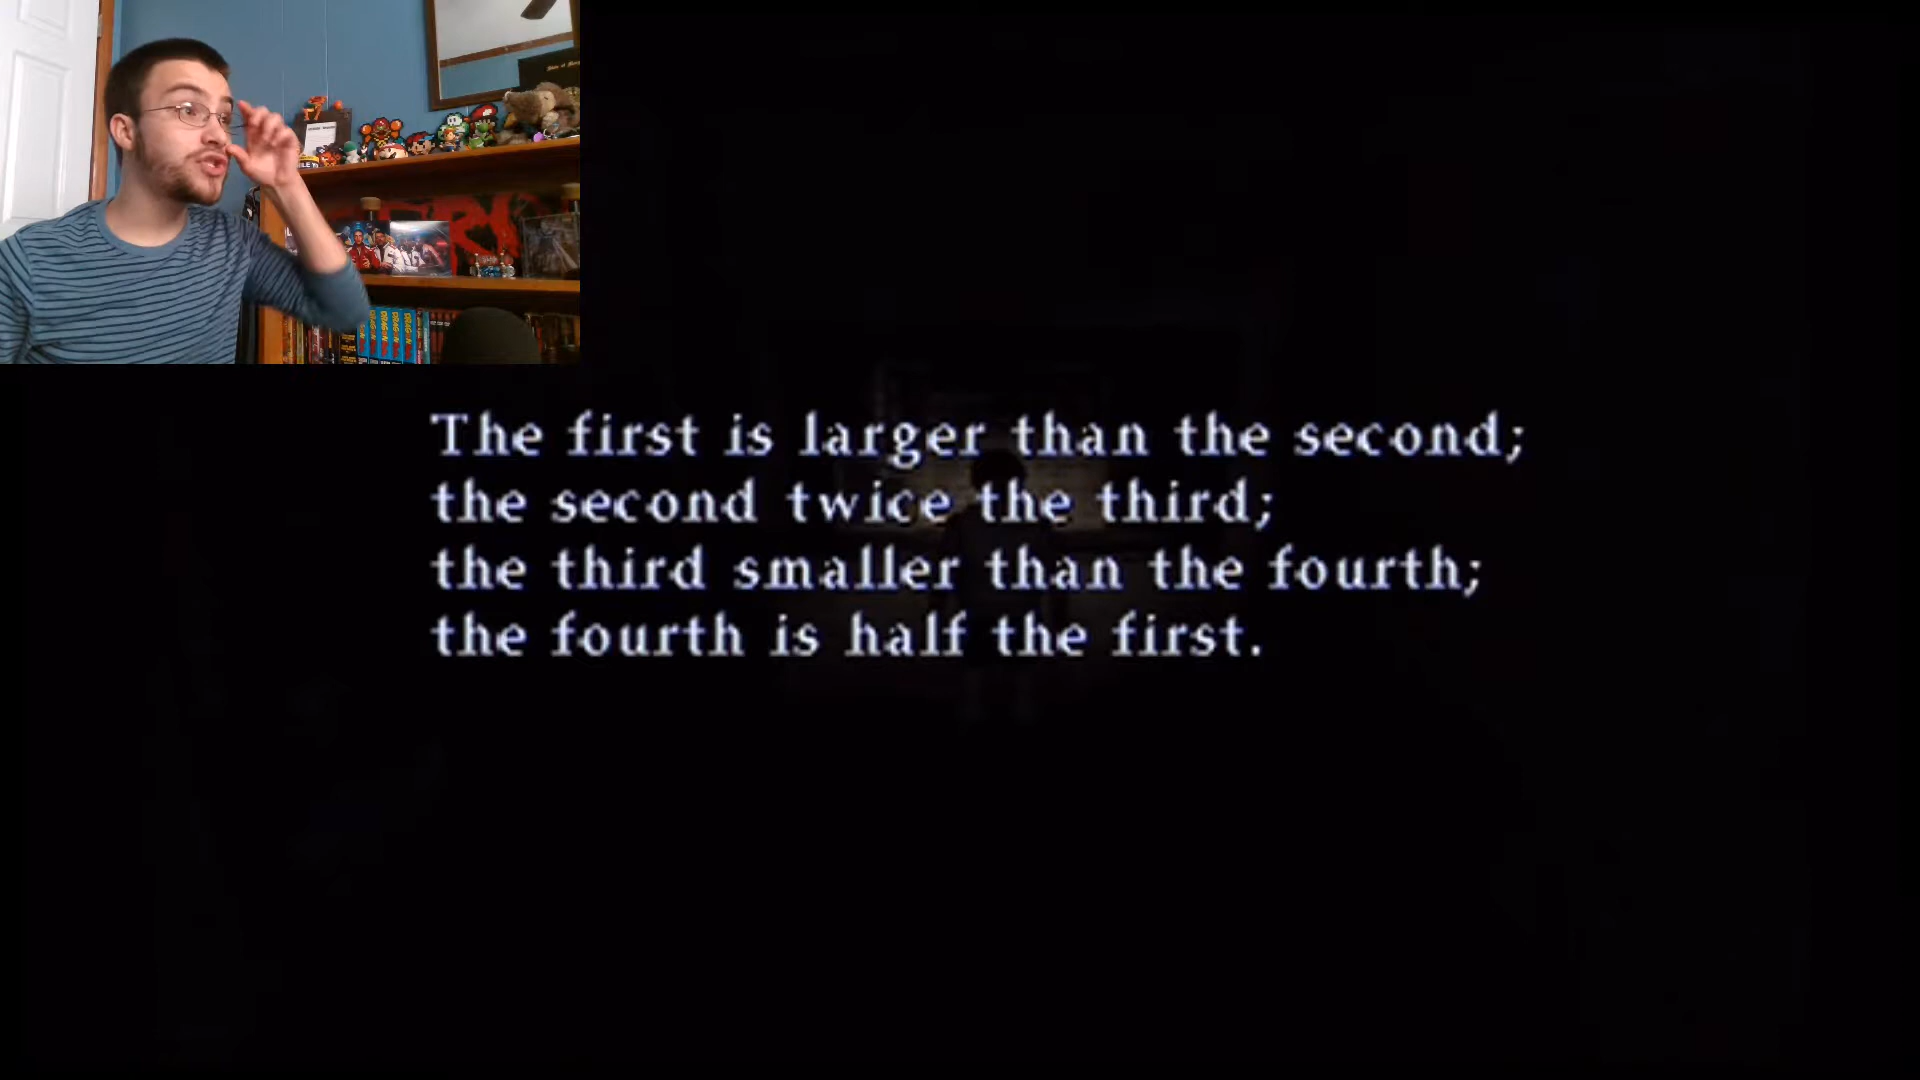 The first is larger than the second;
the second twice the third;
the third smaller than the fourth;
the fourth is half the first.